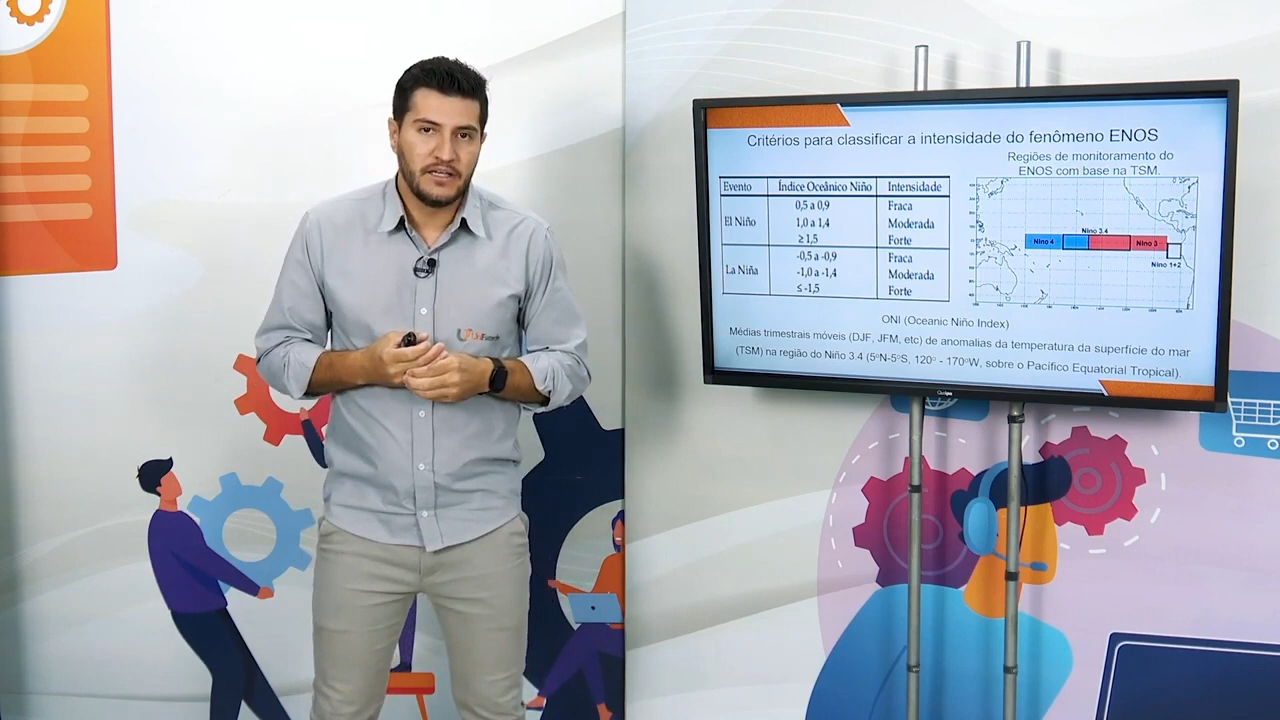 Critérios para classificar a intensidade do fenômeno ENOS
Regiões de monitoramento do
ENOS com base na TSM.
Evento Índice Oceânico Niño Intensidade
El Niño
0,5 a 0,9 Fraca
1,0 a 1,4 Moderada
≥ 1,5 Forte
La Niña
-0,5 a -0,9 Fraca
-1,0 a -1,4 Moderada
≤ -1,5 Forte
Nino 3.4
Nino 4
Nino 3
Nino 1+2
ONI (Oceanic Niño Index)
Médias trimestrais móveis (DJF, JFM, etc) de anomalias da temperatura da superfície do mar
(TSM) na região do Niño 3.4 (5ºN-5ºS, 120º - 170ºW, sobre o Pacífico Equatorial Tropical).